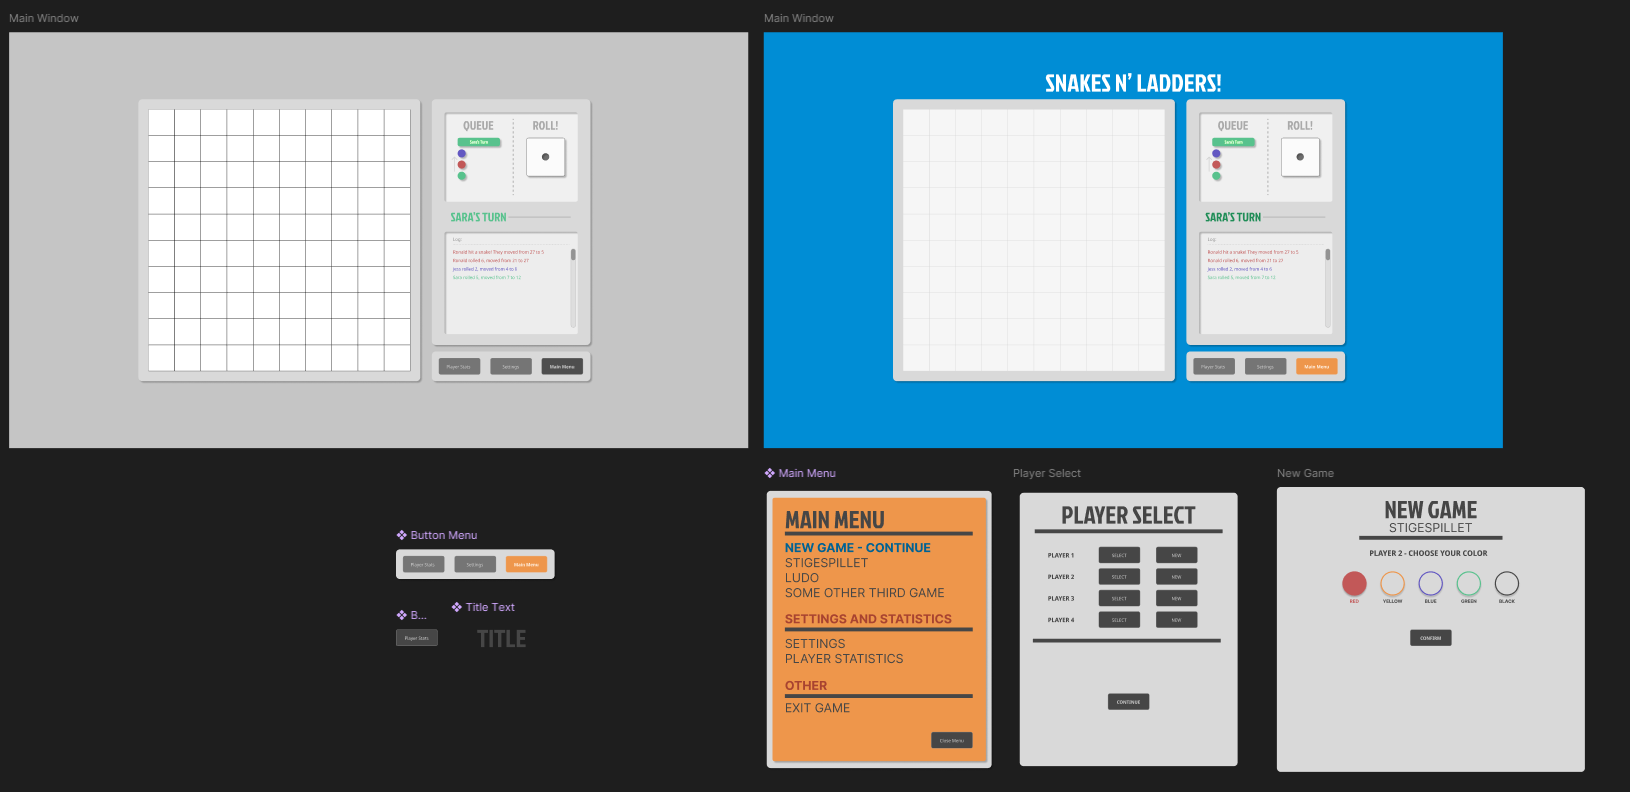 Main Window
QUEUE
ROLL!
Sara's Turn
SARA'S TURN
Log
Ronald hit a snake! They moved from 27 to 5
Ronald rolled 6, moved from 21 to 27
Jess rolled 2, moved from 4 to 6
Sara rolled 5, moved from 7 to 12
Player Stats
Settings
Main Menu
Main Window
SNAKES N' LADDERS!
QUEUE
ROLL!
Sara's Turn
SARA'S TURN
Log
Ronald hit a snake! They moved from 27 to 5
Ronald rolled 6, moved from 21 to 27
Jess rolled 2, moved from 4 to 6
Sara rolled 5, moved from 7 to 12
Player Stats
Settings
Main Menu
Button Menu
Player Stats
Settings
Main Menu
B...
Player Stats
Title Text
TITLE
Main Menu
MAIN MENU
NEW GAME - CONTINUE
STIGESPILLET
LUDO
SOME OTHER THIRD GAME
SETTINGS AND STATISTICS
SETTINGS
PLAYER STATISTICS
OTHER
EXIT GAME
Close Menu
Player Select
PLAYER SELECT
PLAYER 1 SELECT NEW
PLAYER 2 SELECT NEW
PLAYER 3 SELECT NEW
PLAYER 4 SELECT NEW
CONTINUE
New Game
NEW GAME
STIGESPILLET
PLAYER 2 - CHOOSE YOUR COLOR
RED YELLOW BLUE GREEN BLACK
CONFIRM